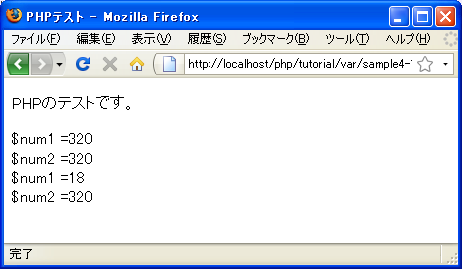 PHPテスト - Mozilla Firefox
ファイル(F) 編集(E) 表示(V) 履歴(S) ブックマーク(B) ツール(T) ヘルプ(H)
http://localhost/php/tutorial/var/sample4-
PHPのテストです。
$num1 =320
$num2 =320
$num1 =18
$num2 =320
完了